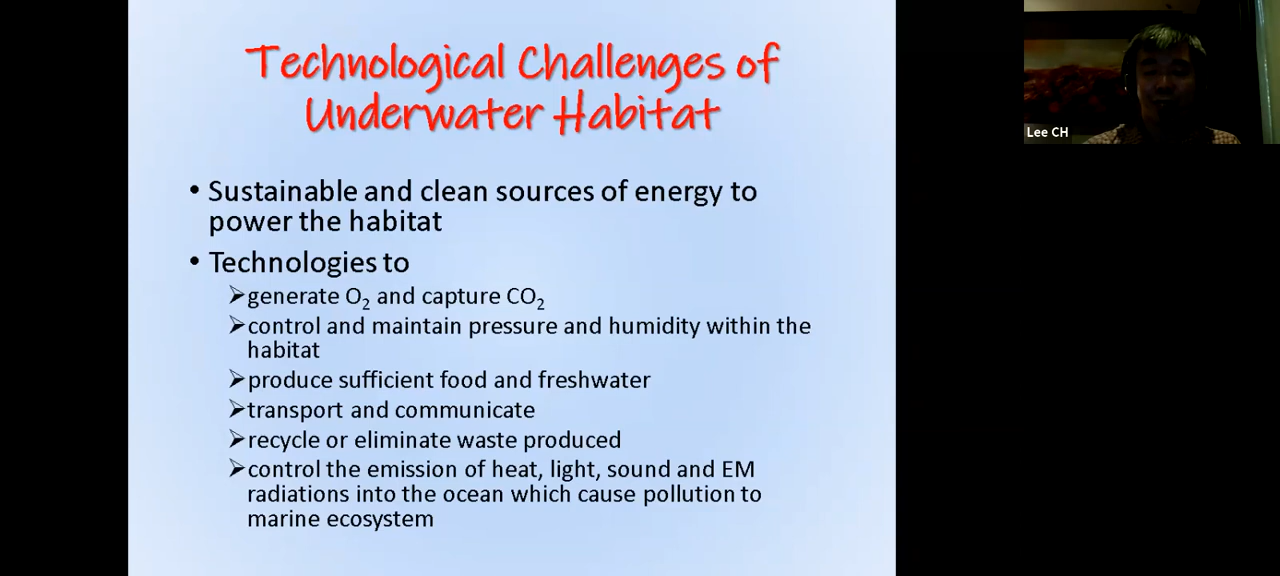 Technological Challenges of
Underwater Habitat
• Sustainable and clean sources of energy to
power the habitat
• Technologies to
➢generate O₂ and capture CO₂
➢control and maintain pressure and humidity within the
habitat
➢produce sufficient food and freshwater
➢transport and communicate
➢recycle or eliminate waste produced
➢control the emission of heat, light, sound and EM
radiations into the ocean which cause pollution to
marine ecosystem
Lee CH